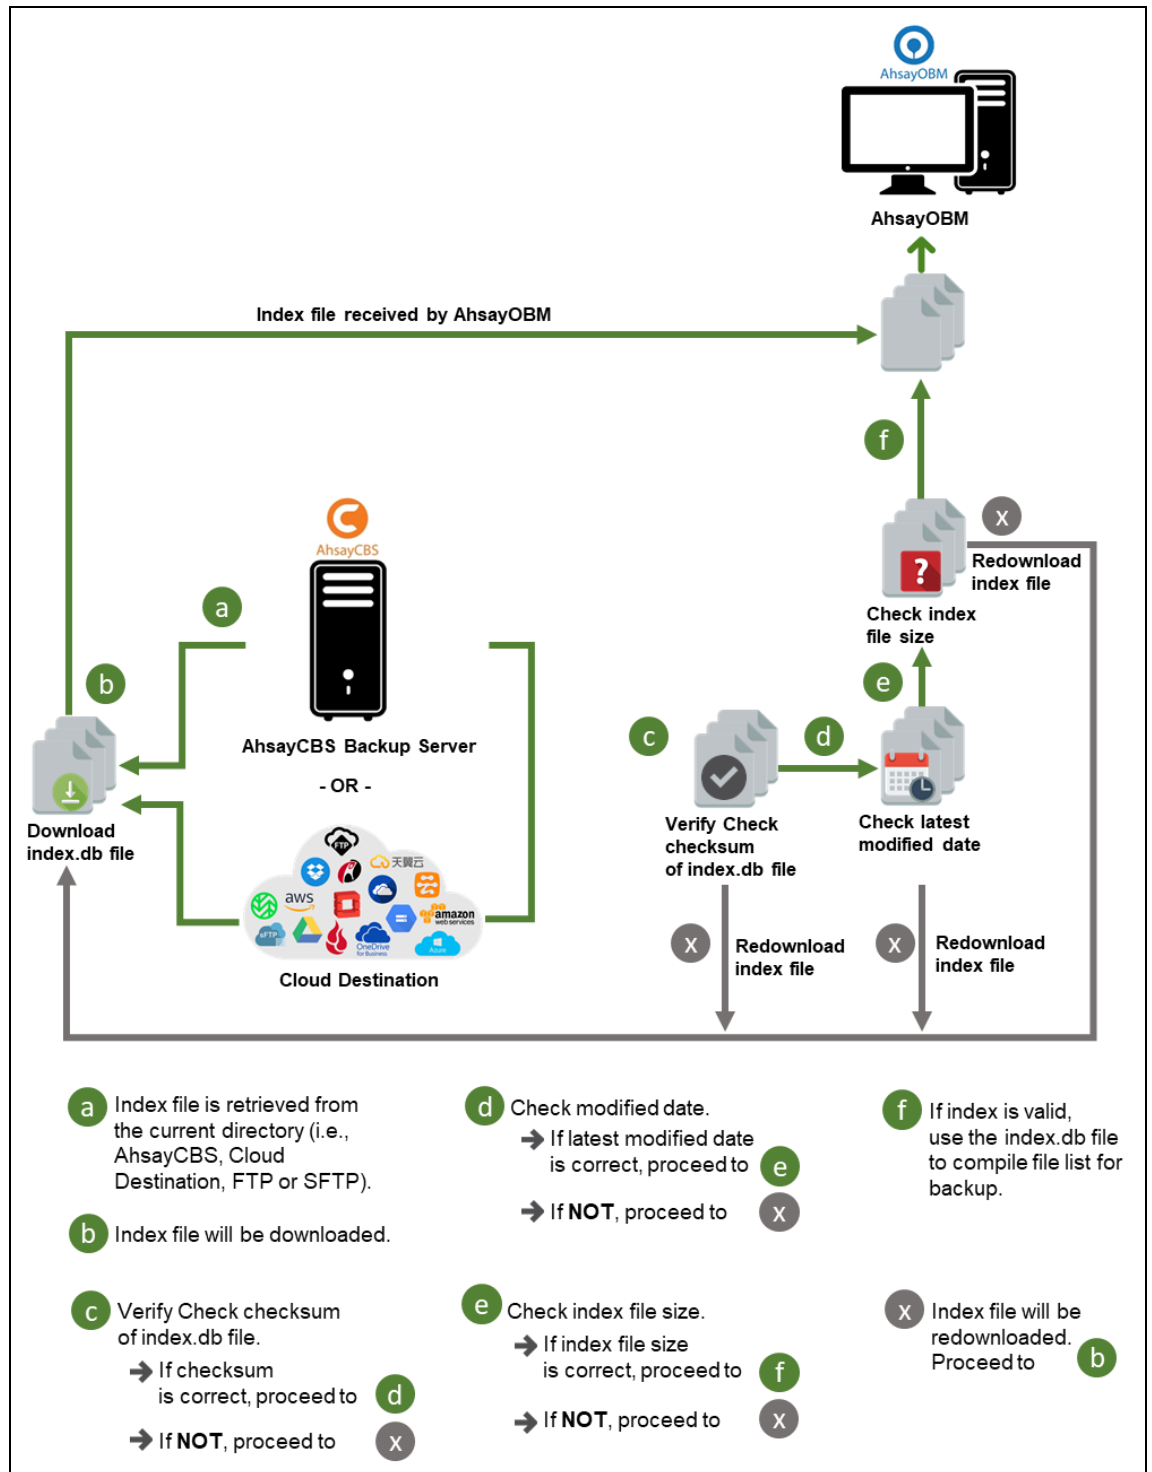 AhsayOBM
AhsayOBM
Index file received by AhsayOBM
f
x
Redownload
index file
AhsayCBS
a
Check index
file size
e
b
c
d
AhsayCBS Backup Server
- OR -
Download
index.db file
Verify Check
checksum
of index.db file
Check latest
modified date
FTP
天翼云
aws
amazon
web services
SFTP
OneDrive
for Business
Azure
Cloud Destination
x
Redownload
index file
x
Redownload
index file
a
Index file is retrieved from
the current directory (i.e.,
AhsayCBS, Cloud
Destination, FTP or SFTP).
b
Index file will be downloaded.
c
Verify Check checksum
of index.db file.
If checksum
is correct, proceed to d
If NOT, proceed to x
d
Check modified date.
If latest modified date
is correct, proceed to e
If NOT, proceed to x
e
Check index file size.
If index file size
is correct, proceed to f
If NOT, proceed to x
f
If index is valid,
use the index.db file
to compile file list for
backup.
x
Index file will be
redownloaded.
Proceed to b